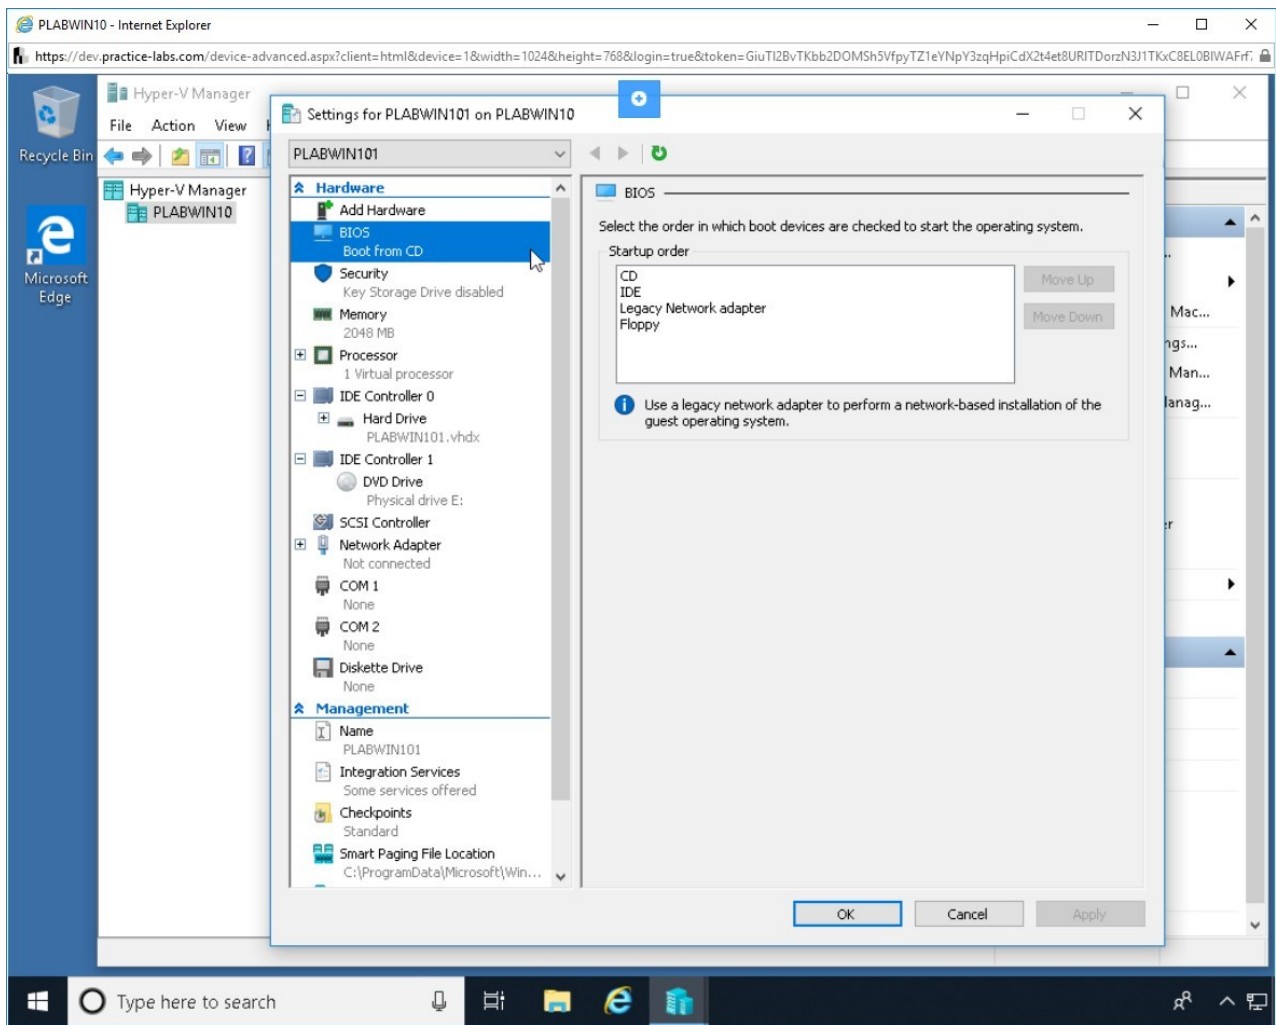 PLABWIN10 - Internet Explorer
https://dev.practice-labs.com/device-advanced.aspx?client=html&device=1&width=1024&height=768&login=true&token=
Recycle Bin
Microsoft
Edge
Hyper-V Manager
File Action View
Hyper-V Manager
PLABWIN10
Settings for PLABWIN101 on PLABWIN10
PLABWIN101
Hardware
Add Hardware
BIOS
Boot from CD
Security
Key Storage Drive disabled
Memory
2048 MB
Processor
1 Virtual processor
IDE Controller 0
Hard Drive
PLABWIN101.vhdx
IDE Controller 1
DVD Drive
Physical drive E:
SCSI Controller
Network Adapter
Not connected
COM 1
None
COM 2
None
Diskette Drive
None
Management
Name
PLABWIN101
Integration Services
Some services offered
Checkpoints
Standard
Smart Paging File Location
C:\ProgramData\Microsoft\Win...
BIOS
Select the order in which boot devices are checked to start the operating system.
Startup order
CD
IDE
Legacy Network adapter
Floppy
Move Up
Move Down
Use a legacy network adapter to perform a network-based installation of the
guest operating system.
OK Cancel Apply
Mac...
ngs...
Man...
anag...
Type here to search